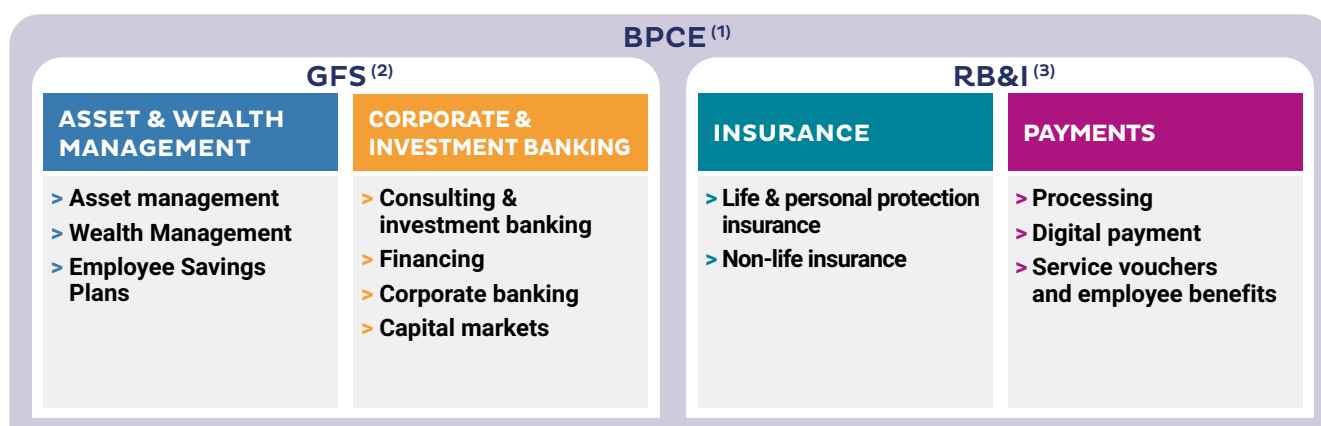 BPCE (1)
GFS (2)
ASSET & WEALTH
MANAGEMENT
> Asset management
> Wealth Management
> Employee Savings
Plans
CORPORATE &
INVESTMENT BANKING
> Consulting &
investment banking
> Financing
> Corporate banking
> Capital markets
RB&I (3)
INSURANCE
> Life & personal protection
insurance
> Non-life insurance
PAYMENTS
> Processing
> Digital payment
> Service vouchers
and employee benefits